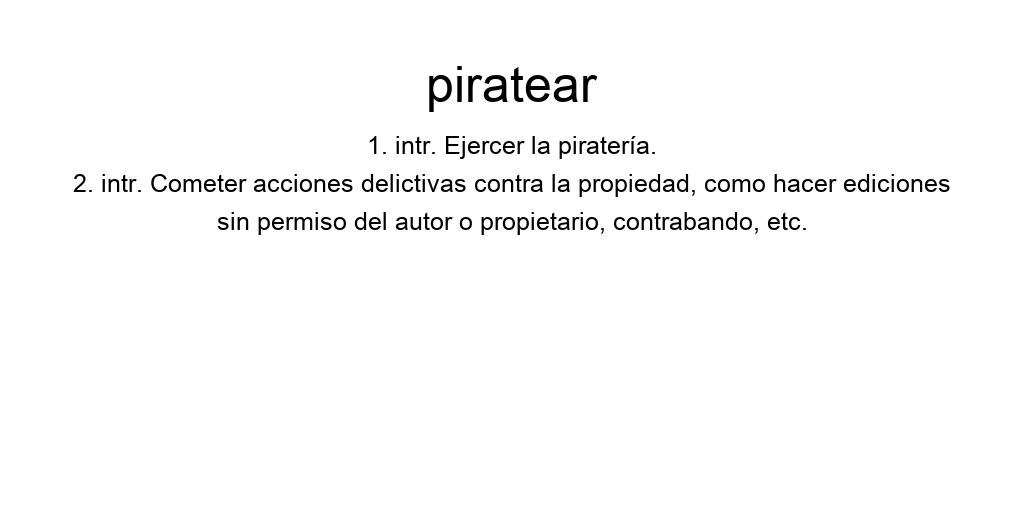 piratear
1. intr. Ejercer la piratería.
2. intr. Cometer acciones delictivas contra la propiedad, como hacer ediciones
sin permiso del autor o propietario, contrabando, etc.